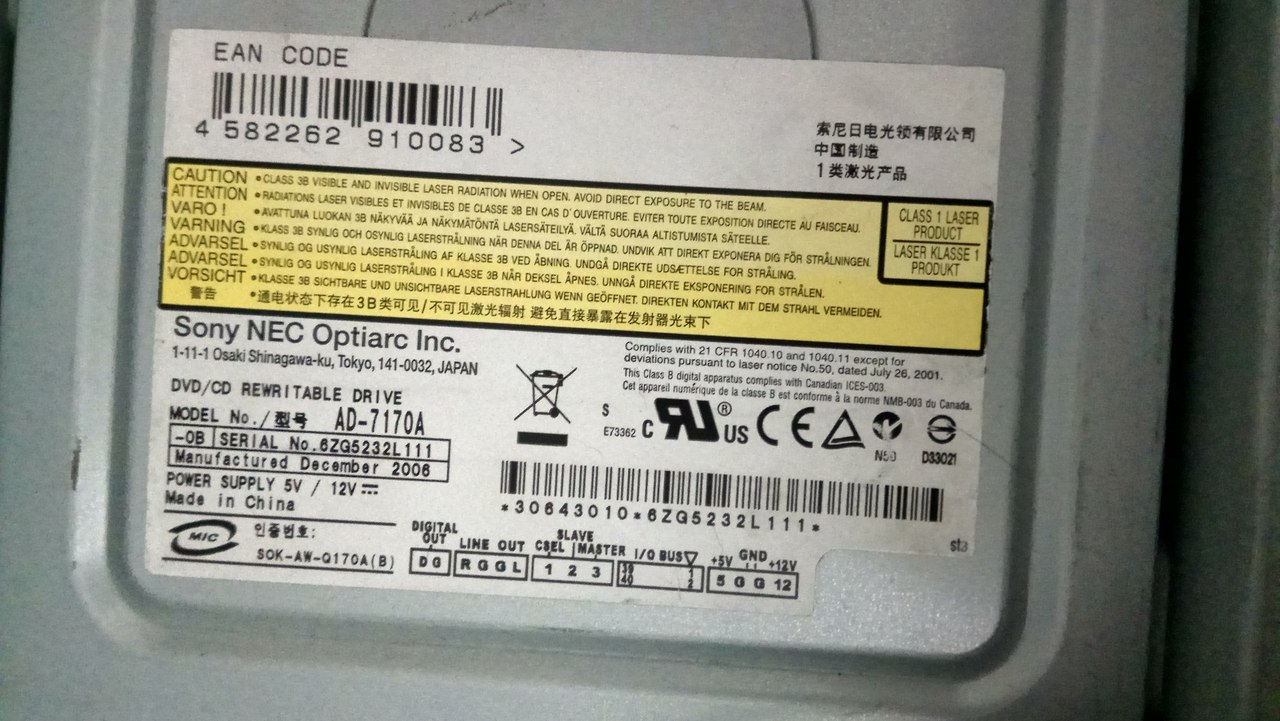 EAN CODE
4 582262 910083 >
索尼日电光领有限公司
中国制造
1类激光产品
CAUTION •CLASS 3B VISIBLE AND INVISIBLE LASER RADIATION WHEN OPEN. AVOID DIRECT EXPOSURE TO THE BEAM.
ATTENTION •RADIATIONS LASER VISIBLES ET INVISIBLES DE CLASSE 3B EN CAS D'OUVERTURE. EVITER TOUTE EXPOSITION DIRECTE AU FAISCEAU.
VARO! •AVATTUNA LUOKAN 3B NÄKYVÄÄ JA NÄKYMÄTÖNTÄ LASERSÄTEILYÄ. VÄLTÄ SUORAA ALTISTUMISTA SÄTEELLE.
VARNING •KLASS 3B SYNLIG OCH OSYNLIG LASERSTRÅLNING NÄR DENNA DEL ÄR ÖPPNAD. UNDVIK ATT DIREKT EXPONERA DIG FÖR STRÅLNINGEN.
ADVARSEL •SYNLIG OG USYNLIG LASERSTRÅLING AF KLASSE 3B VED ÅBNING. UNDGÅ DIREKTE UDSÆTTELSE FOR STRÅLING.
ADVARSEL •SYNLIG OG USYNLIG LASERSTRÅLING I KLASSE 3B NÅR DEKSEL ÅPNES. UNNGÅ DIREKTE EKSPONERING FOR STRÅLEN.
VORSICHT •KLASSE 3B SICHTBARE UND UNSICHTBARE LASERSTRAHLUNG WENN GEÖFFNET. DIREKTEN KONTAKT MIT DEM STRAHL VERMEIDEN.
警告 •通电状态下存在3B类可见/不可见激光辐射 避免直接暴露在发射器光束下
CLASS 1 LASER
PRODUCT
LASER KLASSE 1
PRODUKT
Sony NEC Optiarc Inc.
1-11-1 Osaki Shinagawa-ku, Tokyo, 141-0032, JAPAN
Complies with 21 CFR 1040.10 and 1040.11 except for
deviations pursuant to laser notice No.50, dated July 26, 2001.
This Class B digital apparatus complies with Canadian ICES-003.
Cet appareil numérique de la classe B est conforme à la norme NMB-003 du Canada.
DVD/CD REWRITABLE DRIVE
MODEL No./型号 AD-7170A
-0B SERIAL No.6ZG5232L111
Manufactured December 2006
POWER SUPPLY 5V / 12V
Made in China
S
E73362 C RU ® US CE
N50 D33021
*30643010*6ZG5232L111*
st3
MIC 인증번호:
SOK-AW-Q170A(B)
DIGITAL OUT LINE OUT CSEL SLAVE MASTER I/O BUS +5V GND +12V
DG RGGL 1 2 3 39 40 1 2 5 G G 12